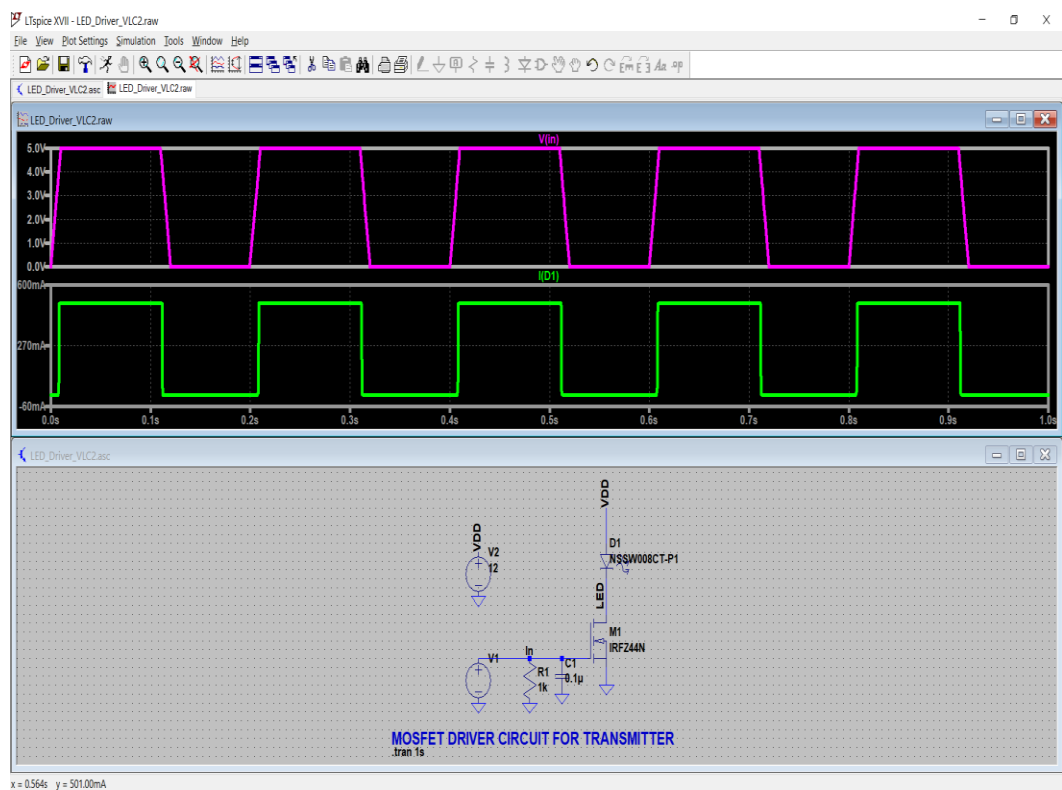 LTspice XVII - LED_Driver_VLC2.raw
File View Plot Settings Simulation Tools Window Help
LED_Driver_VLC2.asc LED_Driver_VLC2.raw
LED_Driver_VLC2.raw
V(in)
5.0V
4.0V
3.0V
2.0V
1.0V
0.0V
I(D1)
600mA
270mA
-60mA
0.0s 0.1s 0.2s 0.3s 0.4s 0.5s 0.6s 0.7s 0.8s 0.9s 1.0s
LED_Driver_VLC2.asc
VDD
VDD
V2
12
D1
NSSW008CT-P1
LED
M1
IRFZ44N
In
V1
R1
1k
C1
0.1µ
MOSFET DRIVER CIRCUIT FOR TRANSMITTER
.tran 1s
x = 0.564s y = 501.00mA